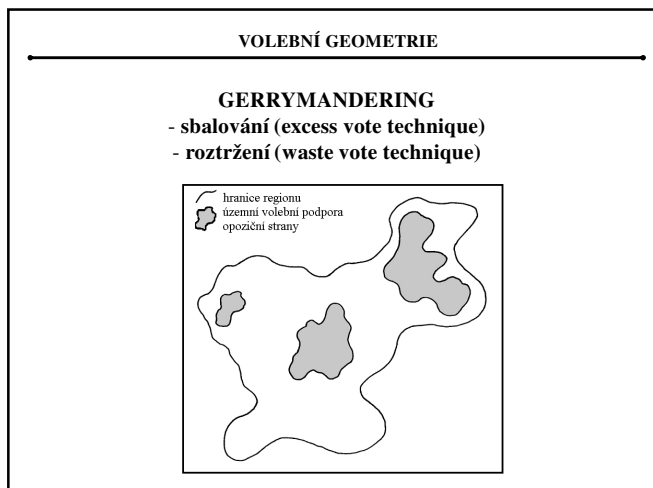 VOLEBNÍ GEOMETRIE
GERRYMANDERING
- sbalování (excess vote technique)
- roztržení (waste vote technique)
hranice regionu
územní volební podpora
opoziční strany